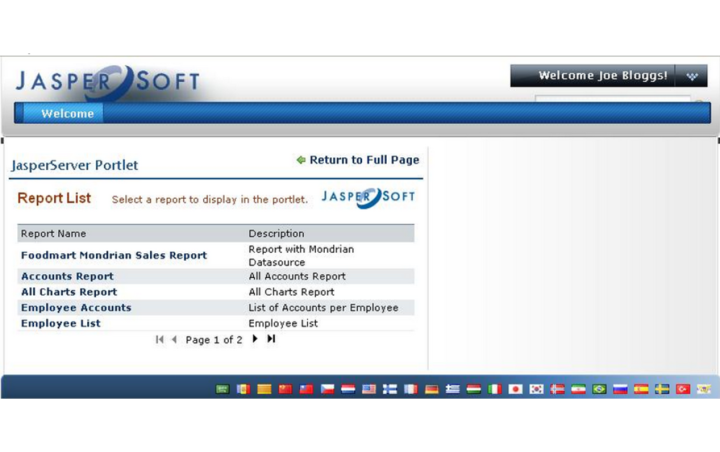 JASPERSOFT
Welcome Joe Bloggs!
Welcome
JasperServer Portlet
Return to Full Page
Report List
Select a report to display in the portlet.
JASPERSOFT
Report Name Description
Foodmart Mondrian Sales Report Report with Mondrian
Datasource
Accounts Report All Accounts Report
All Charts Report All Charts Report
Employee Accounts List of Accounts per Employee
Employee List Employee List
Page 1 of 2